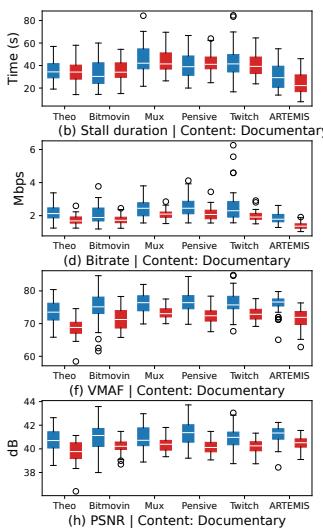 80
60
40
20
Time (s)
Theo Bitmovin Mux Pensive Twitch ARTEMIS
(b) Stall duration | Content: Documentary
6
4
2
Mbps
Theo Bitmovin Mux Pensive Twitch ARTEMIS
(d) Bitrate | Content: Documentary
80
70
60
Theo Bitmovin Mux Pensive Twitch ARTEMIS
(f) VMAF | Content: Documentary
44
42
40
38
dB
Theo Bitmovin Mux Pensive Twitch ARTEMIS
(h) PSNR | Content: Documentary